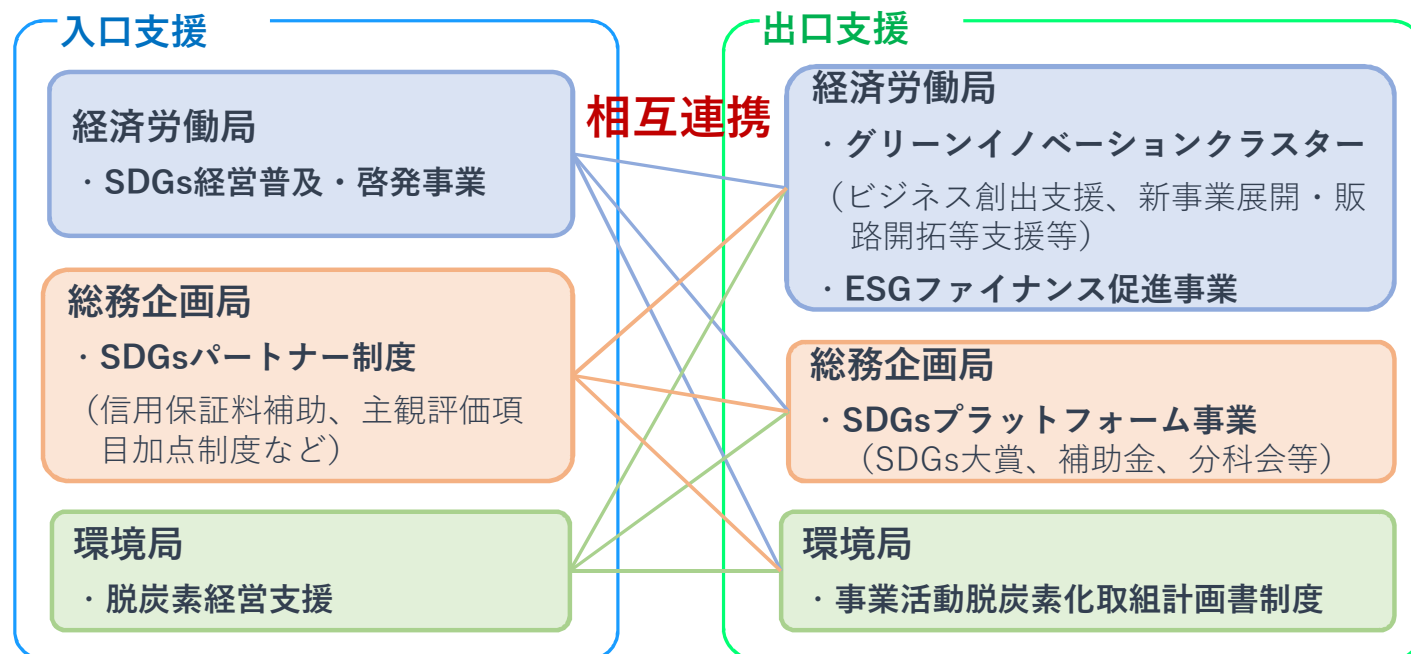 入口支援
経済労働局
・SDGs経営普及・啓発事業
総務企画局
・SDGsパートナー制度
（信用保証料補助、主観評価項
目加点制度など）
環境局
・脱炭素経営支援
相互連携
出口支援
経済労働局
・グリーンイノベーションクラスター
（ビジネス創出支援、新事業展開・販
路開拓等支援等）
・ESGファイナンス促進事業
総務企画局
・SDGsプラットフォーム事業
（SDGs大賞、補助金、分科会等）
環境局
・事業活動脱炭素化取組計画書制度